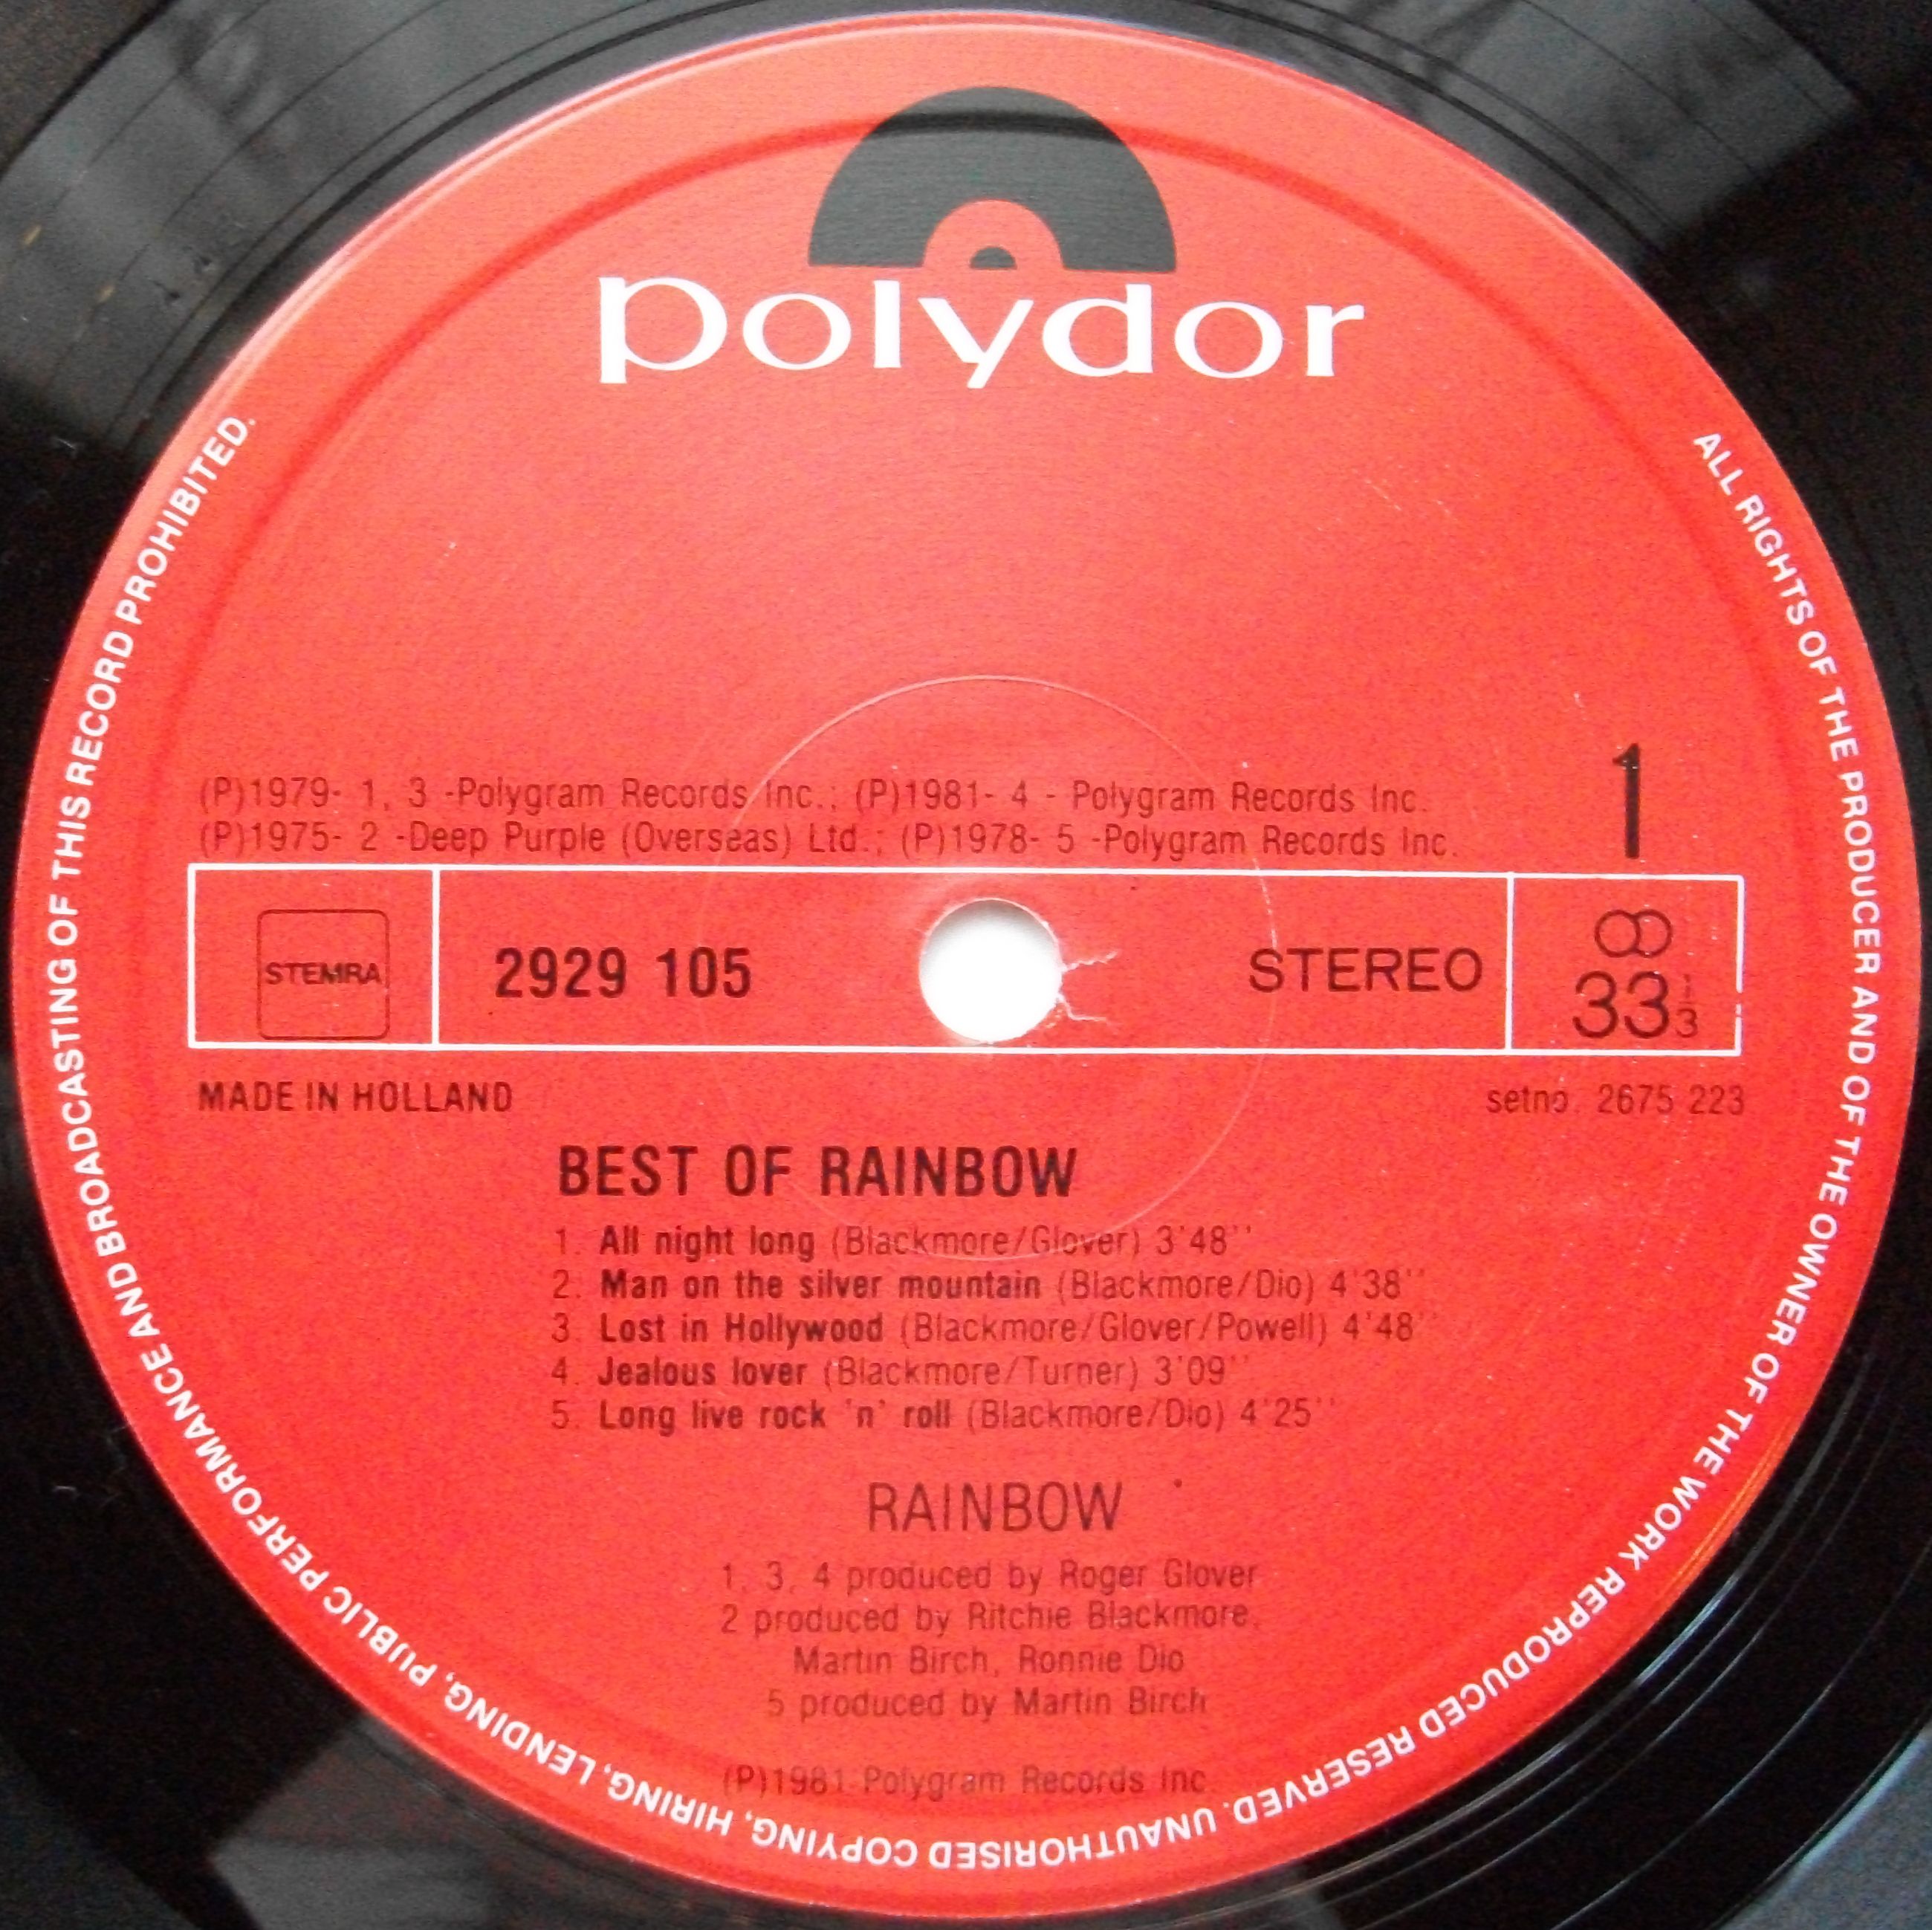 polydor
(P)1979- 1, 3 -Polygram Records Inc.; (P)1981- 4 - Polygram Records Inc.
(P)1975- 2 -Deep Purple (Overseas) Ltd.; (P)1978- 5 -Polygram Records Inc.
1
STEMRA
2929 105
STEREO
33 1/3
MADE IN HOLLAND
setno. 2675 223
BEST OF RAINBOW
1. All night long (Blackmore/Glover) 3'48''
2. Man on the silver mountain (Blackmore/Dio) 4'38''
3. Lost in Hollywood (Blackmore/Glover/Powell) 4'48''
4. Jealous lover (Blackmore/Turner) 3'09''
5. Long live rock 'n' roll (Blackmore/Dio) 4'25''
RAINBOW
1, 3, 4 produced by Roger Glover
2 produced by Ritchie Blackmore,
Martin Birch, Ronnie Dio
5 produced by Martin Birch
(P)1981 Polygram Records Inc.
ALL RIGHTS OF THE PRODUCER AND OF THE OWNER OF THE WORK REPRODUCED RESERVED. UNAUTHORISED COPYING, HIRING, LENDING, PUBLIC PERFORMANCE AND BROADCASTING OF THIS RECORD PROHIBITED.